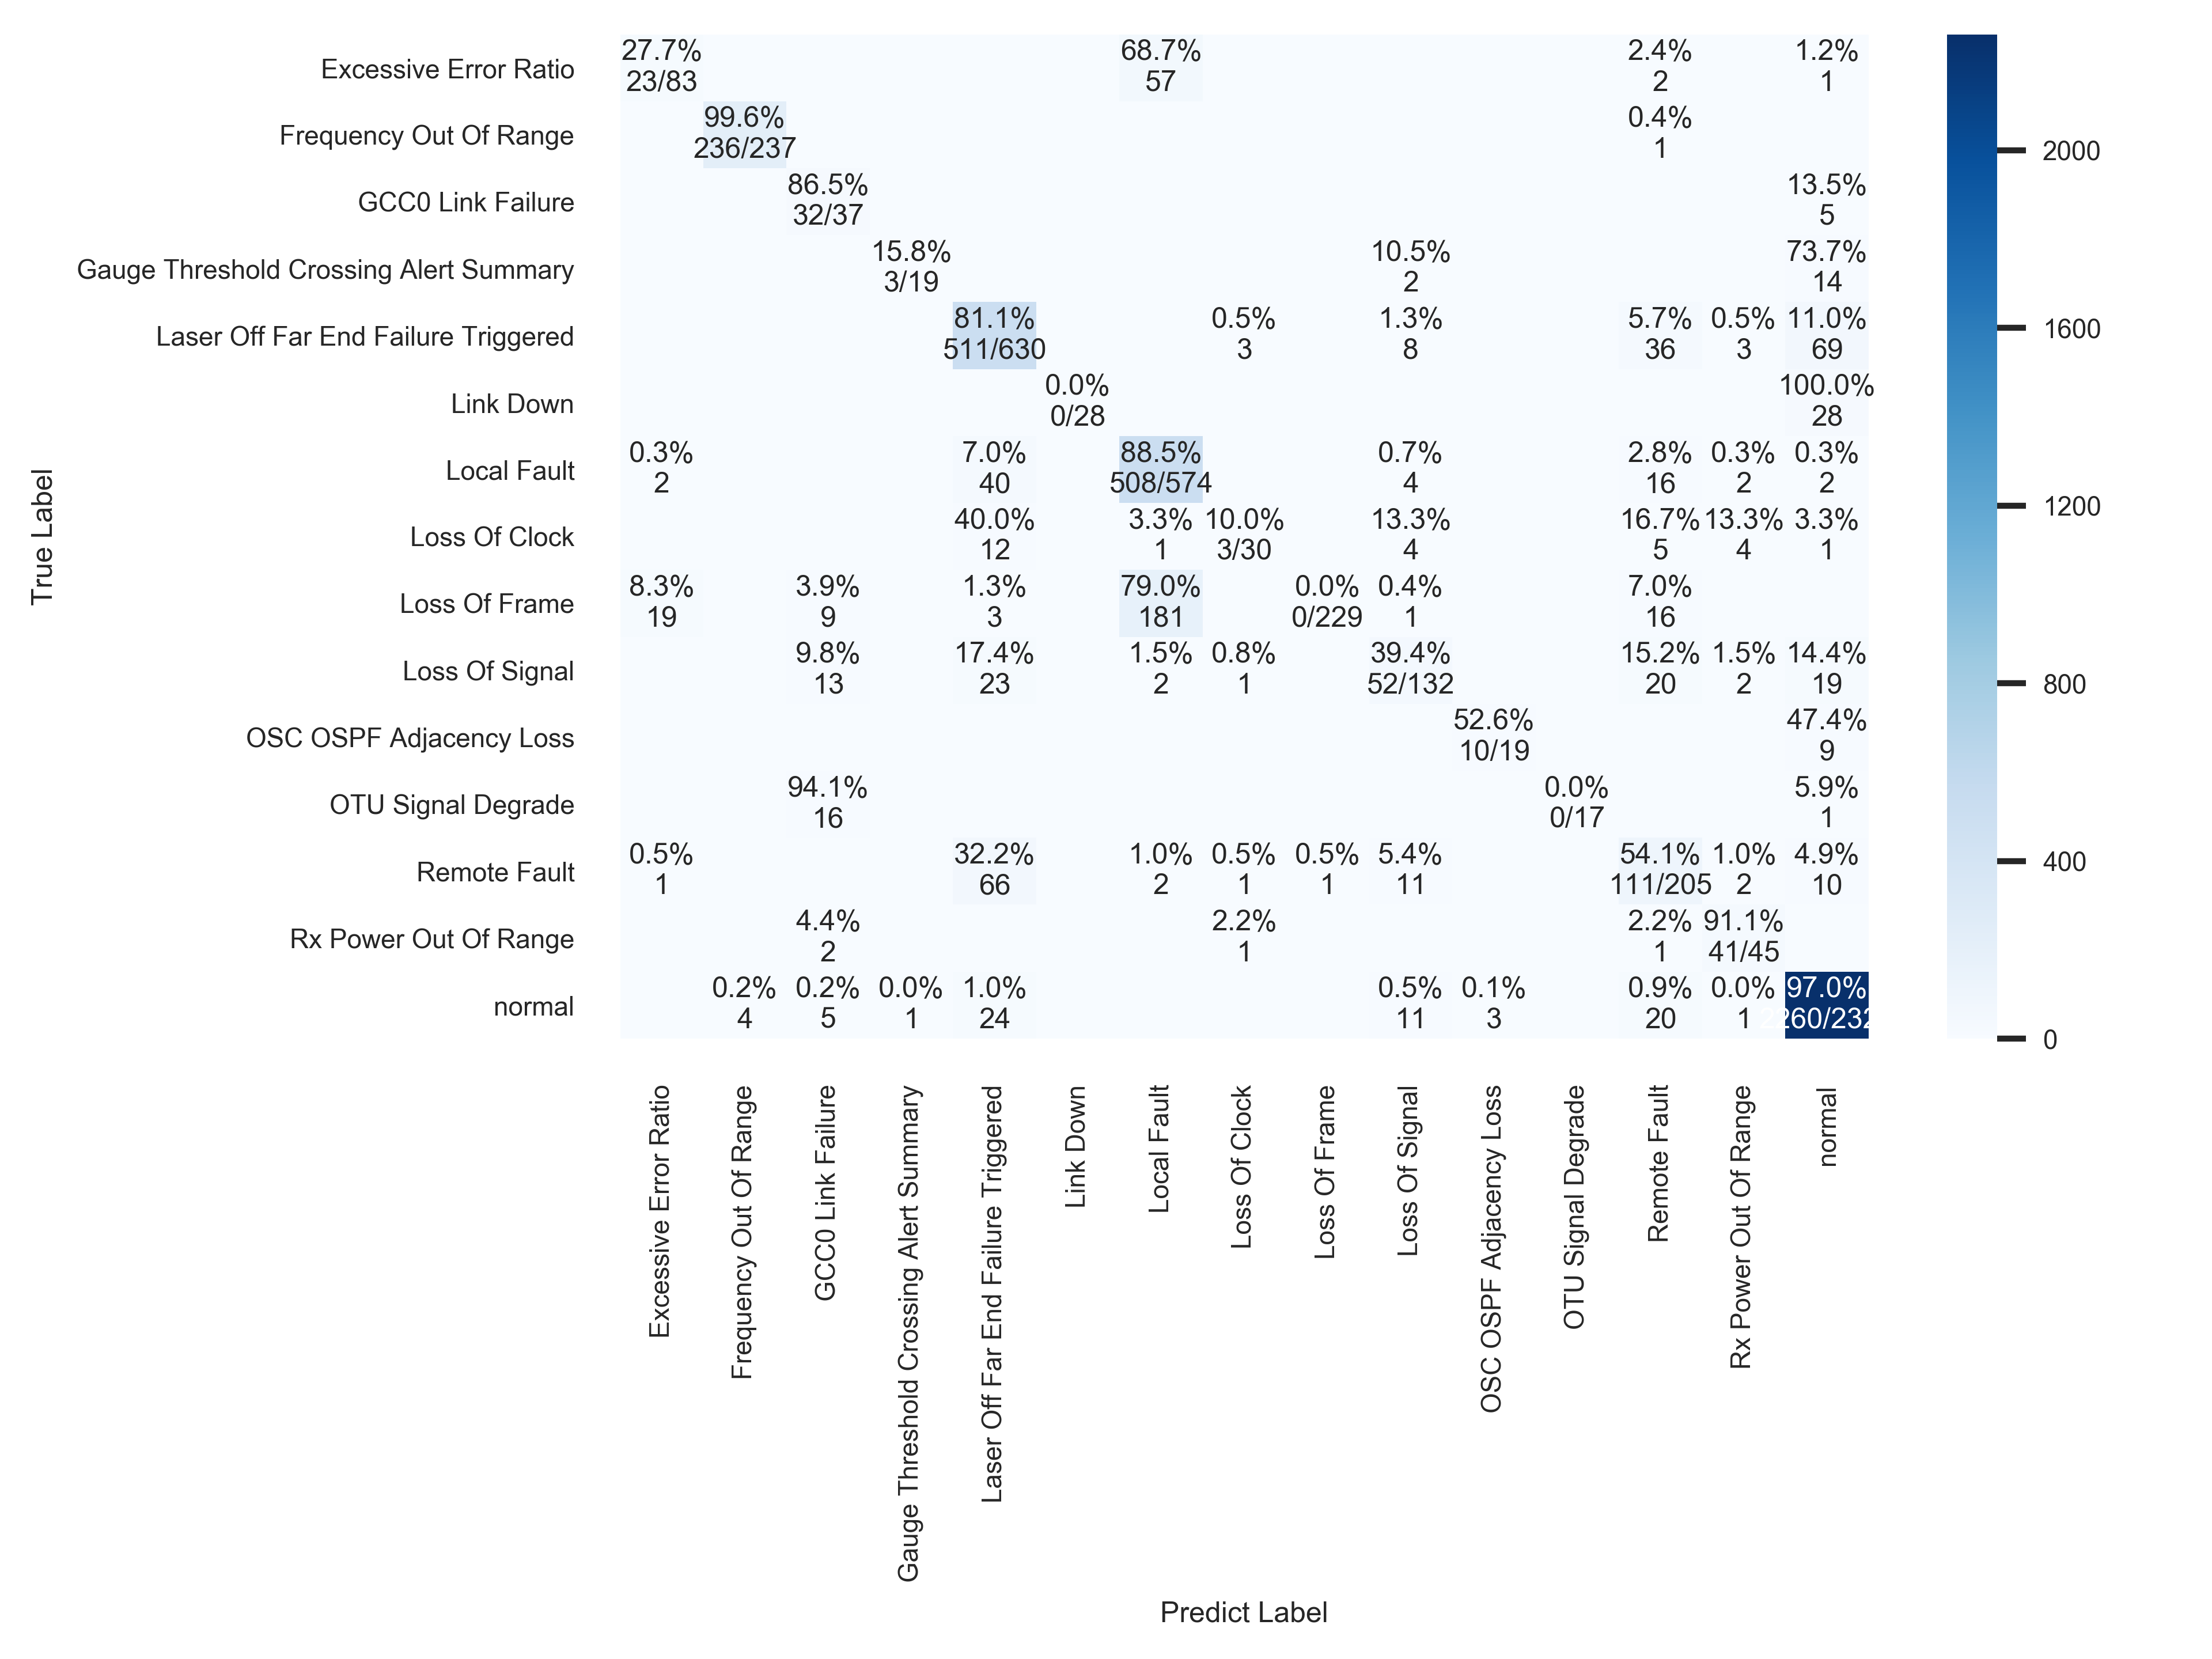 27.7% 68.7% 2.4% 1.2%
Excessive Error Ratio
23/83 57 2 1
99.6% 0.4%
Frequency Out Of Range
236/237 1
2000
86.5% 13.5%
GCC0 Link Failure
32/37 5
15.8% 10.5% 73.7%
Gauge Threshold Crossing Alert Summary
3/19 2 14
81.1% 0.5% 1.3% 5.7% 0.5% 11.0%
Laser Off Far End Failure Triggered
1600
511/630 3 8 36 3 69
0.0% 100.0%
Link Down
0/28 28
0.3% 7.0% 88.5% 0.7% 2.8% 0.3% 0.3%
Local Fault
2 40 508/574 4 16 2 2
1200
40.0% 3.3% 10.0% 13.3% 16.7% 13.3% 3.3%
Loss Of Clock
12 1 3/30 4 5 4 1
True Label
8.3% 3.9% 1.3% 79.0% 0.0% 0.4% 7.0%
Loss Of Frame
19 9 3 181 0/229 1 16
9.8% 17.4% 1.5% 0.8% 39.4% 15.2% 1.5% 14.4%
Loss Of Signal
13 23 2 1 52/132 20 2 19
800
52.6% 47.4%
OSC OSPF Adjacency Loss
10/19 9
94.1% 0.0% 5.9%
OTU Signal Degrade
16 0/17 1
0.5% 32.2% 1.0% 0.5% 0.5% 5.4% 54.1% 1.0% 4.9%
400
Remote Fault
1 66 2 1 1 11 111/205 2 10
4.4% 2.2% 2.2% 91.1%
Rx Power Out Of Range
2 1 1 41/45
0.2% 0.2% 0.0% 1.0% 0.5% 0.1% 0.9% 0.0% 97.0%
normal
4 5 1 24 11 3 20 1
0
Excessive Error Ratio
Frequency Out Of Range
GCC0 Link Failure
Gauge Threshold Crossing Alert Summary
Laser Off Far End Failure Triggered
Link Down
Local Fault
Loss Of Clock
Loss Of Frame
Loss Of Signal
OSC OSPF Adjacency Loss
OTU Signal Degrade
Remote Fault
Rx Power Out Of Range
normal
Predict Label